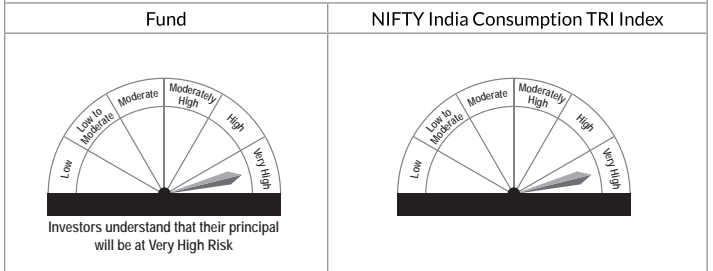 Fund
NIFTY India Consumption TRI Index
Low
Low to
Moderate
Moderate
Moderately
High
High
Very High
Investors understand that their principal
will be at Very High Risk
Low
Low to
Moderate
Moderate
Moderately
High
High
Very High